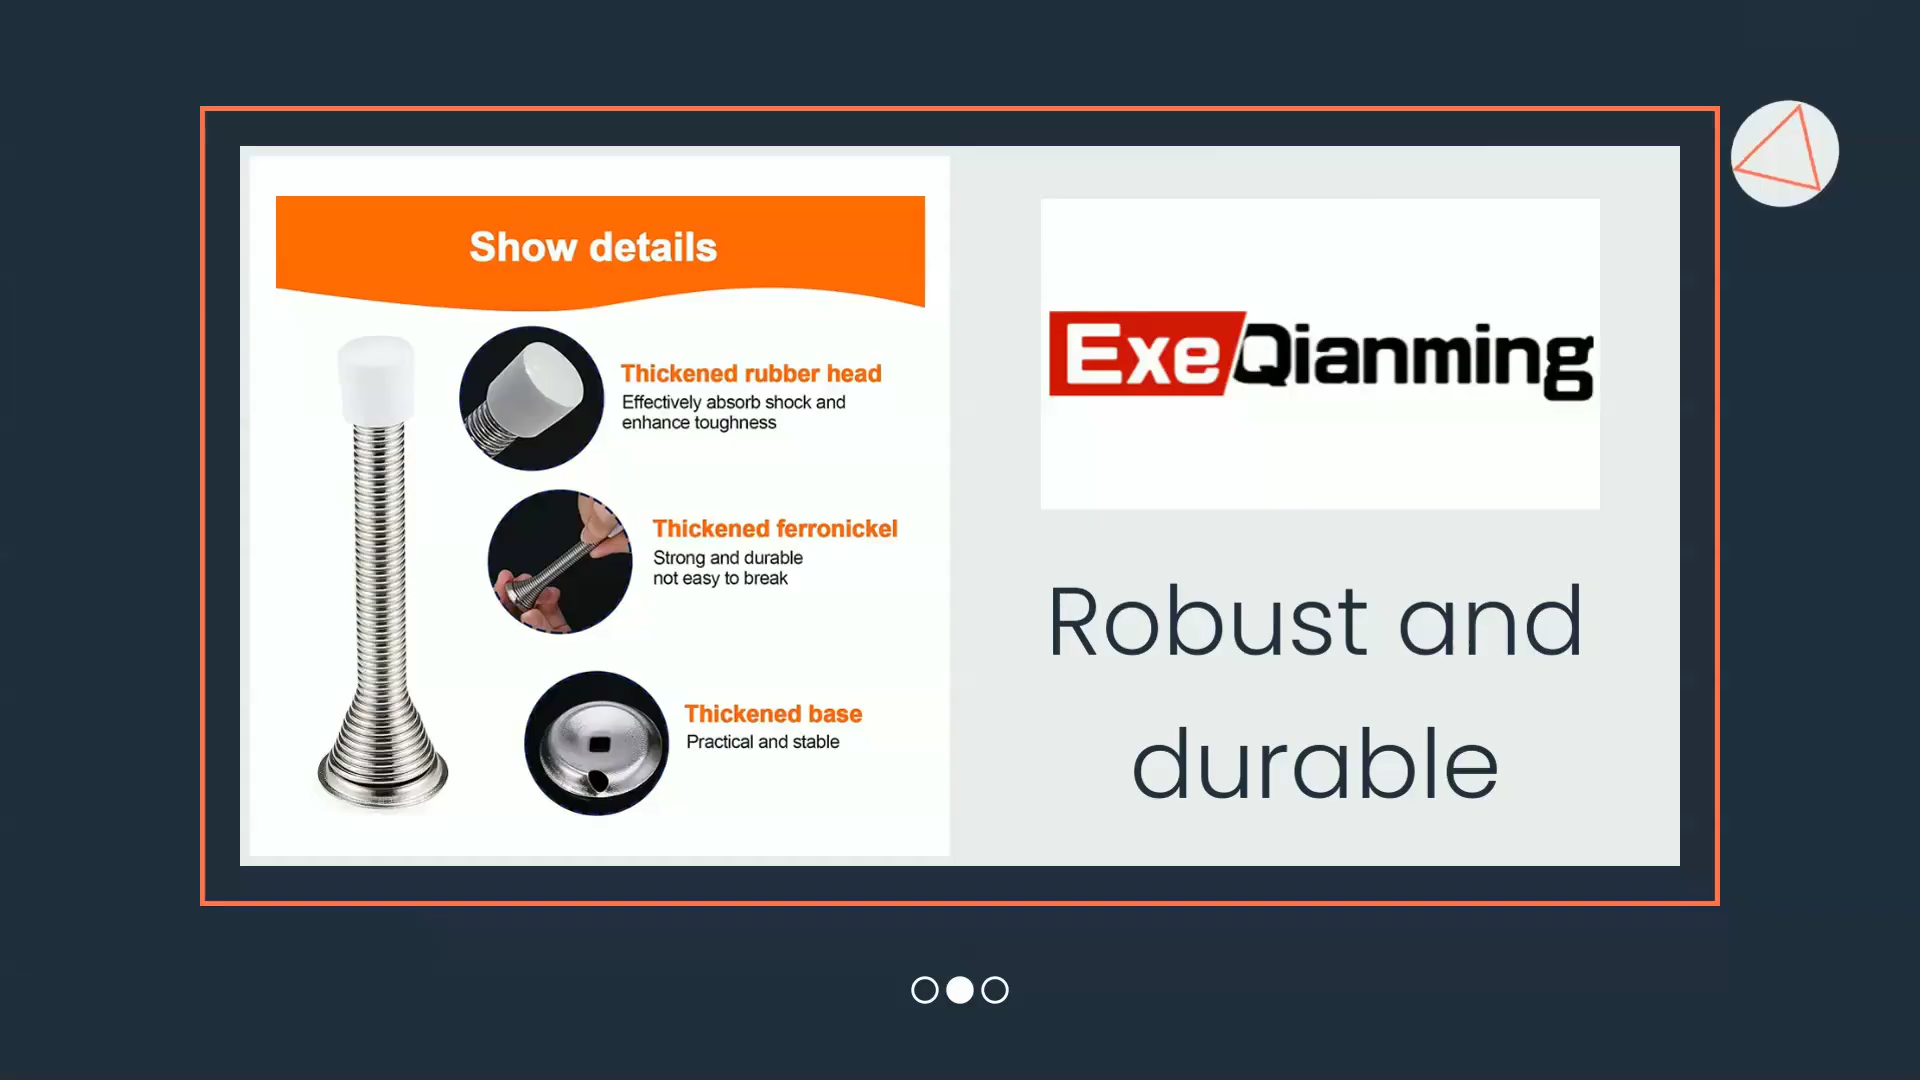 Show details
Thickened rubber head
Effectively absorb shock and
enhance toughness
Thickened ferronickel
Strong and durable
not easy to break
Thickened base
Practical and stable
ExeQianming
Robust and
durable